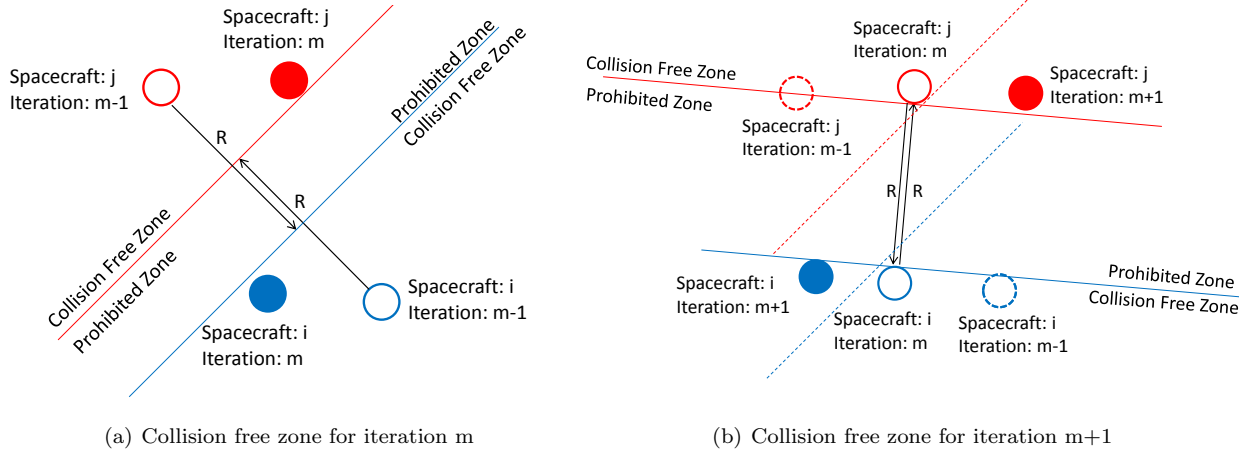 Spacecraft: j
Iteration: m
Spacecraft: j
Iteration: m-1
R
R
Prohibited Zone
Collision Free Zone
Collision Free Zone
Prohibited Zone
Spacecraft: i
Iteration: m-1
Spacecraft: i
Iteration: m
(a) Collision free zone for iteration m
Spacecraft: j
Iteration: m
Collision Free Zone
Prohibited Zone
Spacecraft: j
Iteration: m+1
Spacecraft: j
Iteration: m-1
R
R
Prohibited Zone
Collision Free Zone
Spacecraft: i
Iteration: m+1
Spacecraft: i
Iteration: m
Spacecraft: i
Iteration: m-1
(b) Collision free zone for iteration m+1